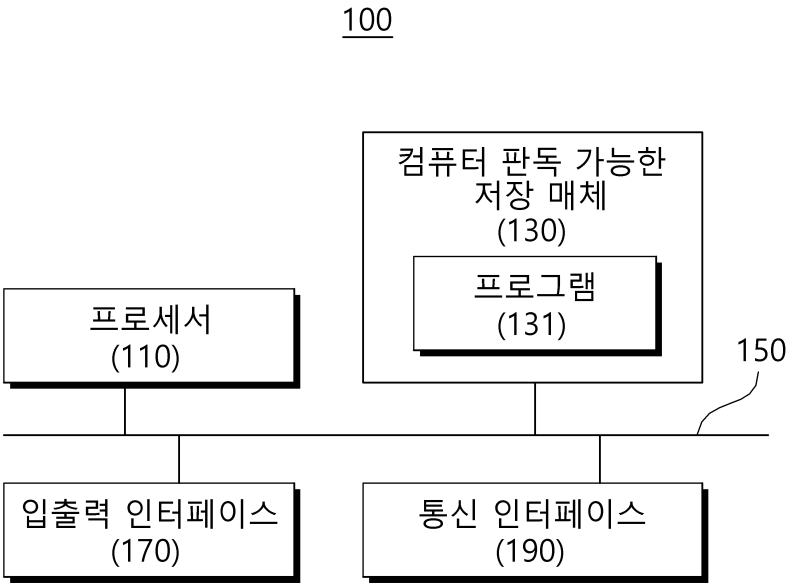 100
컴퓨터 판독 가능한
저장 매체
(130)
프로그램
(131)
프로세서
(110)
150
입출력 인터페이스
(170)
통신 인터페이스
(190)